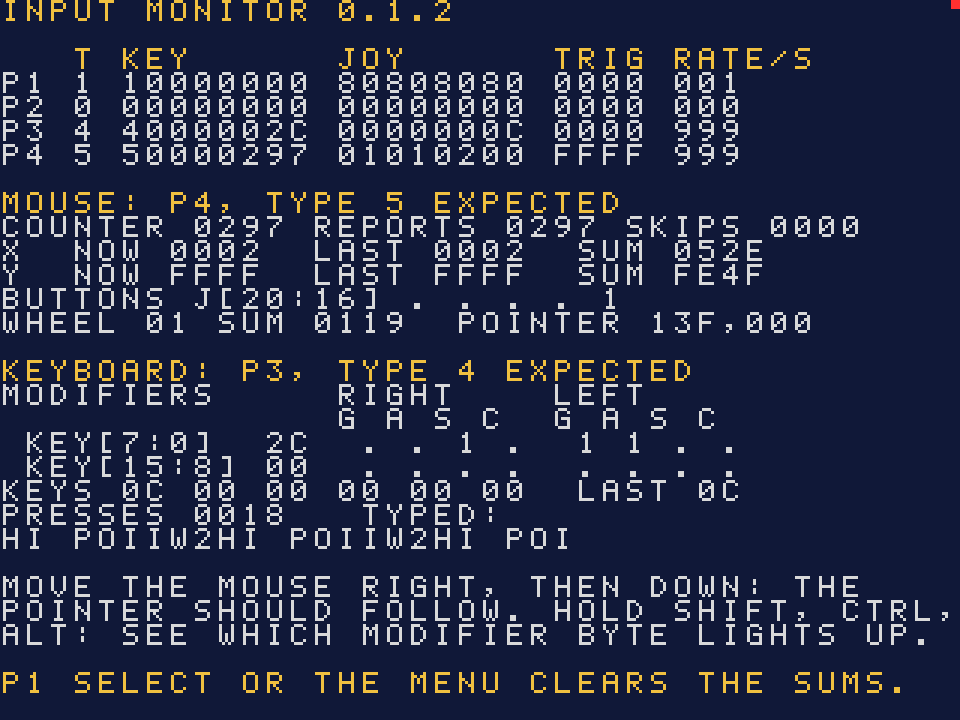 INPUT MONITOR 0.1.2
T KEY JOY TRIG RATE/S
P1 1 10000000 80808080 0000 001
P2 0 00000000 00000000 0000 000
P3 4 4000002C 0000000C 0000 999
P4 5 50000297 01010200 FFFF 999
MOUSE: P4, TYPE 5 EXPECTED
COUNTER 0297 REPORTS 0297 SKIPS 0000
X NOW 0002 LAST 0002 SUM 052E
Y NOW FFFF LAST FFFF SUM FE4F
BUTTONS J[20:16] . . . . 1
WHEEL 01 SUM 0119 POINTER 13F,000
KEYBOARD: P3, TYPE 4 EXPECTED
MODIFIERS RIGHT LEFT
G A S C G A S C
KEY[7:0] 2C . . 1 . 1 1 . .
KEY[15:8] 00 . . . . . . . .
KEYS 0C 00 00 00 00 00 LAST 0C
PRESSES 0018 TYPED:
HI POIIW2HI POIIW2HI POI
MOVE THE MOUSE RIGHT, THEN DOWN: THE
POINTER SHOULD FOLLOW. HOLD SHIFT, CTRL,
ALT: SEE WHICH MODIFIER BYTE LIGHTS UP.
P1 SELECT OR THE MENU CLEARS THE SUMS.